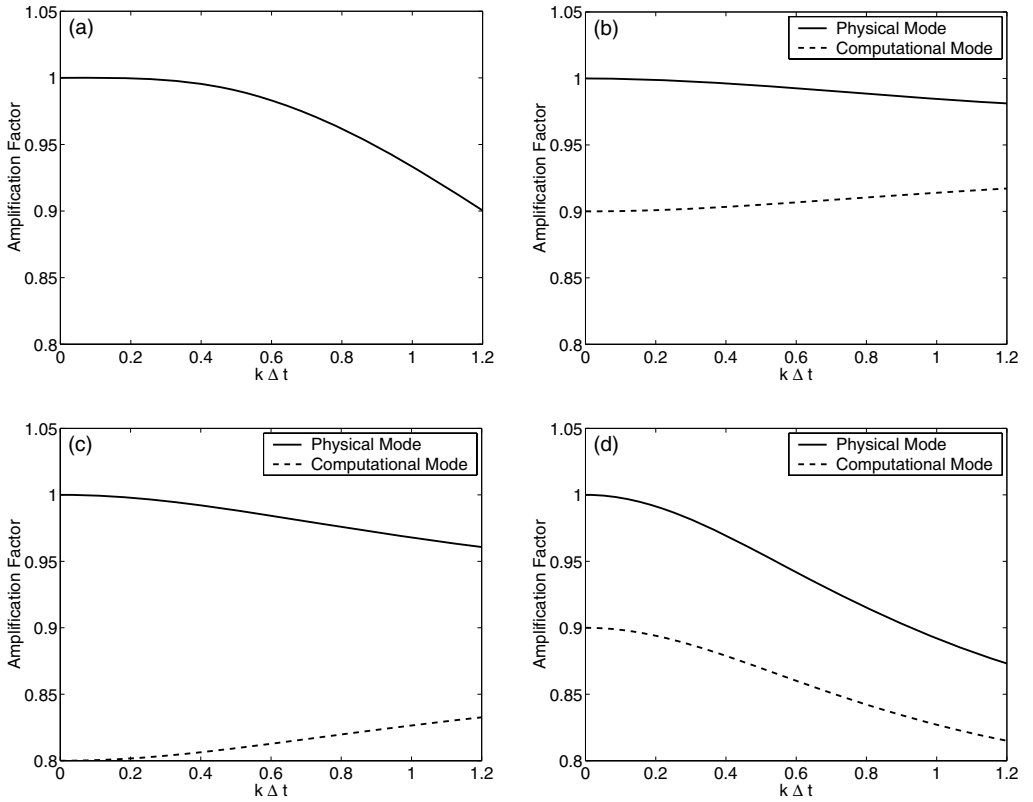 (a)
1.05
1
0.95
0.9
0.85
0.8
Amplification Factor
0 0.2 0.4 0.6 0.8 1 1.2
k Δ t
(b)
Physical Mode
Computational Mode
1.05
1
0.95
0.9
0.85
0.8
Amplification Factor
0 0.2 0.4 0.6 0.8 1 1.2
k Δ t
(c)
Physical Mode
Computational Mode
1.05
1
0.95
0.9
0.85
0.8
Amplification Factor
0 0.2 0.4 0.6 0.8 1 1.2
k Δ t
(d)
Physical Mode
Computational Mode
1.05
1
0.95
0.9
0.85
0.8
Amplification Factor
0 0.2 0.4 0.6 0.8 1 1.2
k Δ t